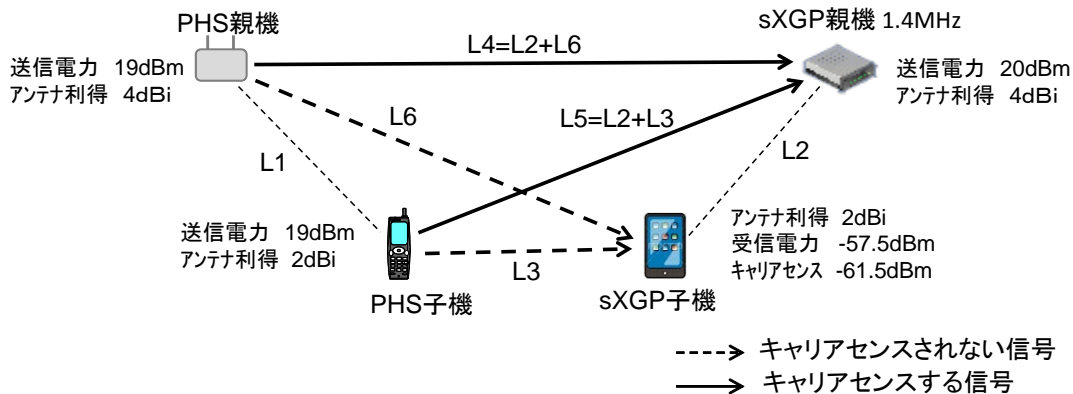 PHS親機
sXGP親機 1.4MHz
L4=L2+L6
送信電力 19dBm
アンテナ利得 4dBi
送信電力 20dBm
アンテナ利得 4dBi
L6
L5=L2+L3
L1
L2
送信電力 19dBm
アンテナ利得 2dBi
アンテナ利得 2dBi
受信電力 -57.5dBm
キャリアセンス -61.5dBm
L3
PHS子機
sXGP子機
キャリアセンスされない信号
キャリアセンスする信号